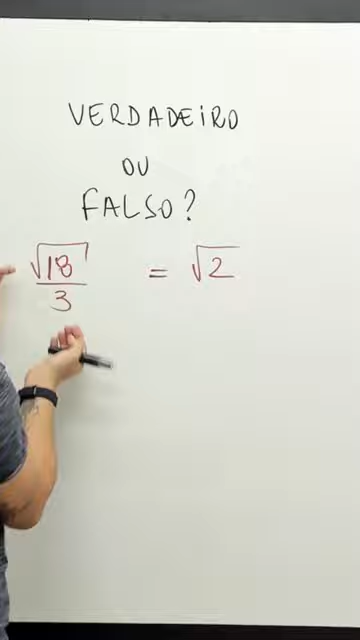 VERDADEIRO
OU
FALSO?
√18/3 = √2